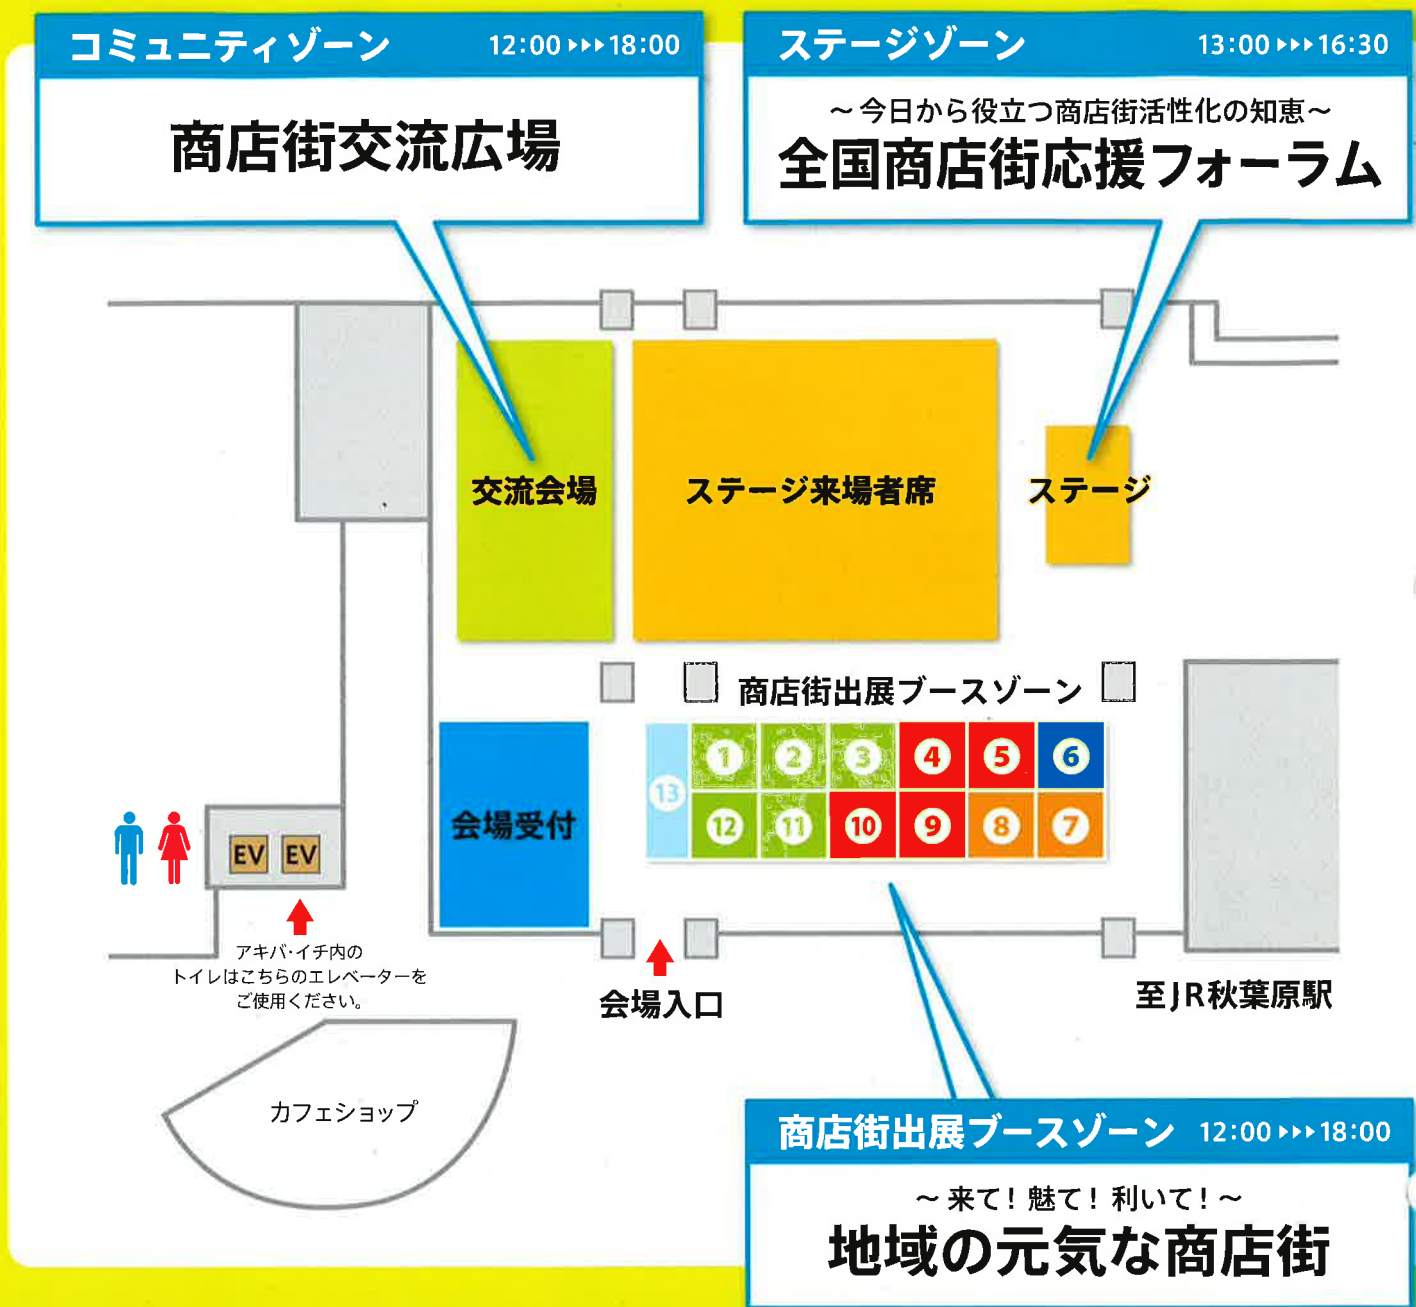 コミュニティゾーン 12:00▸▸▸18:00
商店街交流広場
ステージゾーン 13:00▸▸▸16:30
～今日から役立つ商店街活性化の知恵～
全国商店街応援フォーラム
交流会場
ステージ来場者席
ステージ
商店街出展ブースゾーン
13
1 2 3 4 5 6
12 11 10 9 8 7
会場受付
EV EV
アキバ・イチ内の
トイレはこちらのエレベーターを
ご使用ください。
会場入口
至JR秋葉原駅
カフェショップ
商店街出展ブースゾーン 12:00▸▸▸18:00
～来て！魅て！利いて！～
地域の元気な商店街